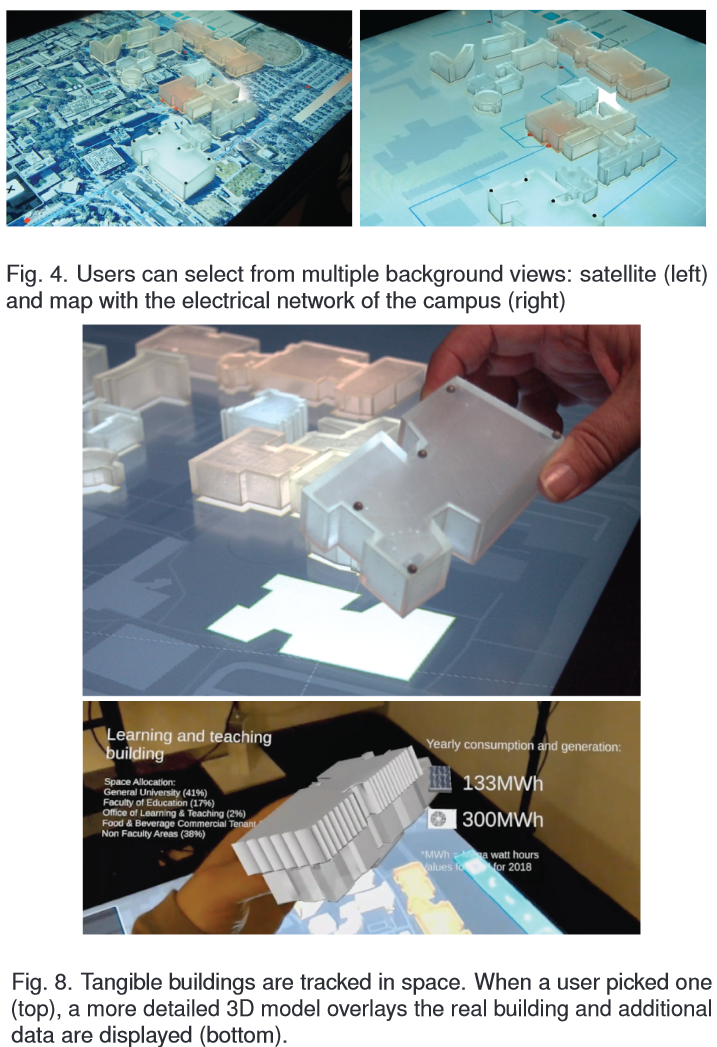 Fig. 4. Users can select from multiple background views: satellite (left)
and map with the electrical network of the campus (right)
Learning and teaching
building
Space Allocation:
General University (41%)
Faculty of Education (17%)
Office of Learning & Teaching (2%)
Food & Beverage Commercial Tenant
Non Faculty Areas (38%)
Yearly consumption and generation:
133MWh
300MWh
*MWh = watt hours
for 2018
Fig. 8. Tangible buildings are tracked in space. When a user picked one
(top), a more detailed 3D model overlays the real building and additional
data are displayed (bottom).